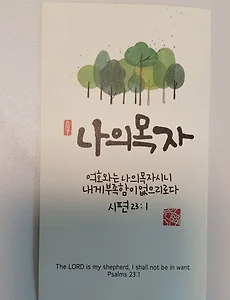 나의목자
여호와는 나의목자시니
내게 부족함이 없으리로다
시편 23:1
The LORD is my shepherd, I shall not be in want.
Psalms 23:1